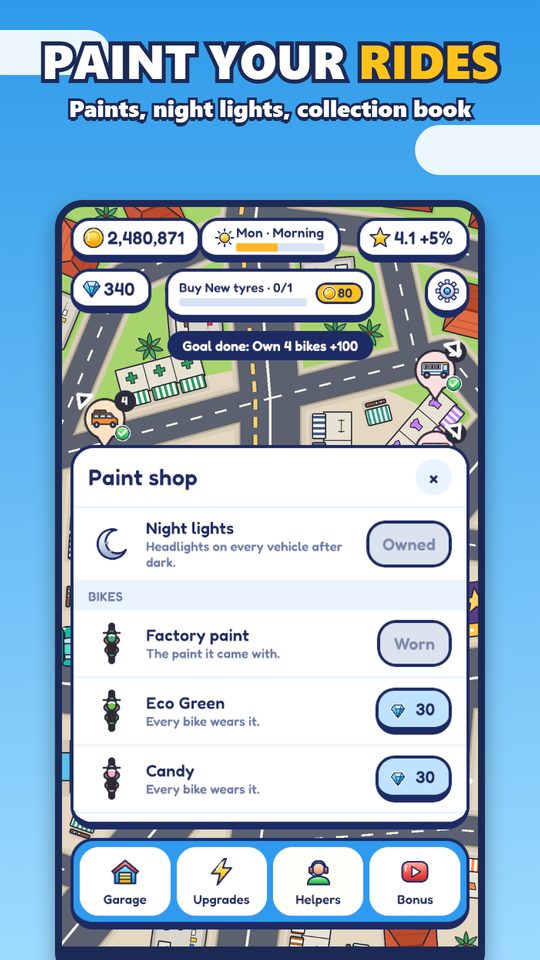 PAINT YOUR RIDES
Paints, night lights, collection book
2,480,871
Mon · Morning
4.1 +5%
340
Buy New tyres · 0/1
80
Goal done: Own 4 bikes +100
4
Paint shop
×
Night lights
Headlights on every vehicle after
dark.
Owned
BIKES
Factory paint
The paint it came with.
Worn
Eco Green
Every bike wears it.
30
Candy
Every bike wears it.
30
Garage
Upgrades
Helpers
Bonus